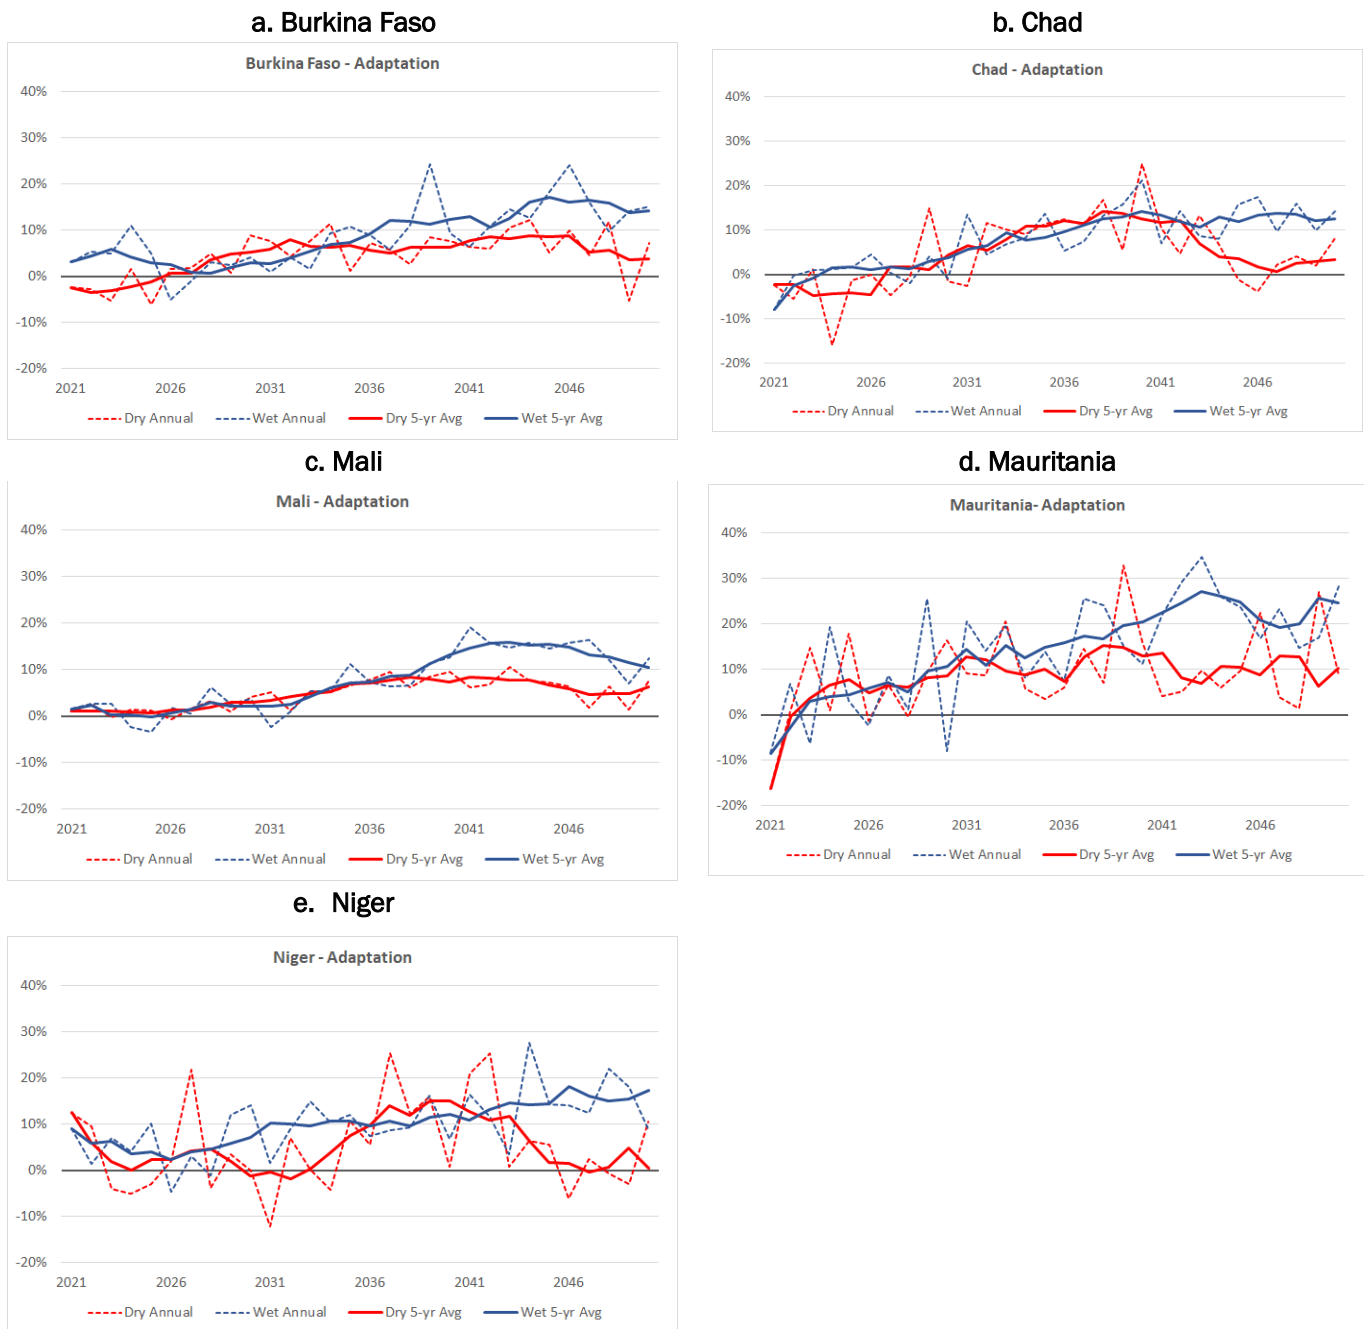 a. Burkina Faso
Burkina Faso - Adaptation
40%
30%
20%
10%
0%
-10%
-20%
2021 2026 2031 2036 2041 2046
Dry Annual Wet Annual Dry 5-yr Avg Wet 5-yr Avg
b. Chad
Chad - Adaptation
40%
30%
20%
10%
0%
-10%
-20%
2021 2026 2031 2036 2041 2046
Dry Annual Wet Annual Dry 5-yr Avg Wet 5-yr Avg
c. Mali
Mali - Adaptation
40%
30%
20%
10%
0%
-10%
-20%
2021 2026 2031 2036 2041 2046
Dry Annual Wet Annual Dry 5-yr Avg Wet 5-yr Avg
d. Mauritania
Mauritania- Adaptation
40%
30%
20%
10%
0%
-10%
-20%
2021 2026 2031 2036 2041 2046
Dry Annual Wet Annual Dry 5-yr Avg Wet 5-yr Avg
e. Niger
Niger - Adaptation
40%
30%
20%
10%
0%
-10%
-20%
2021 2026 2031 2036 2041 2046
Dry Annual Wet Annual Dry 5-yr Avg Wet 5-yr Avg